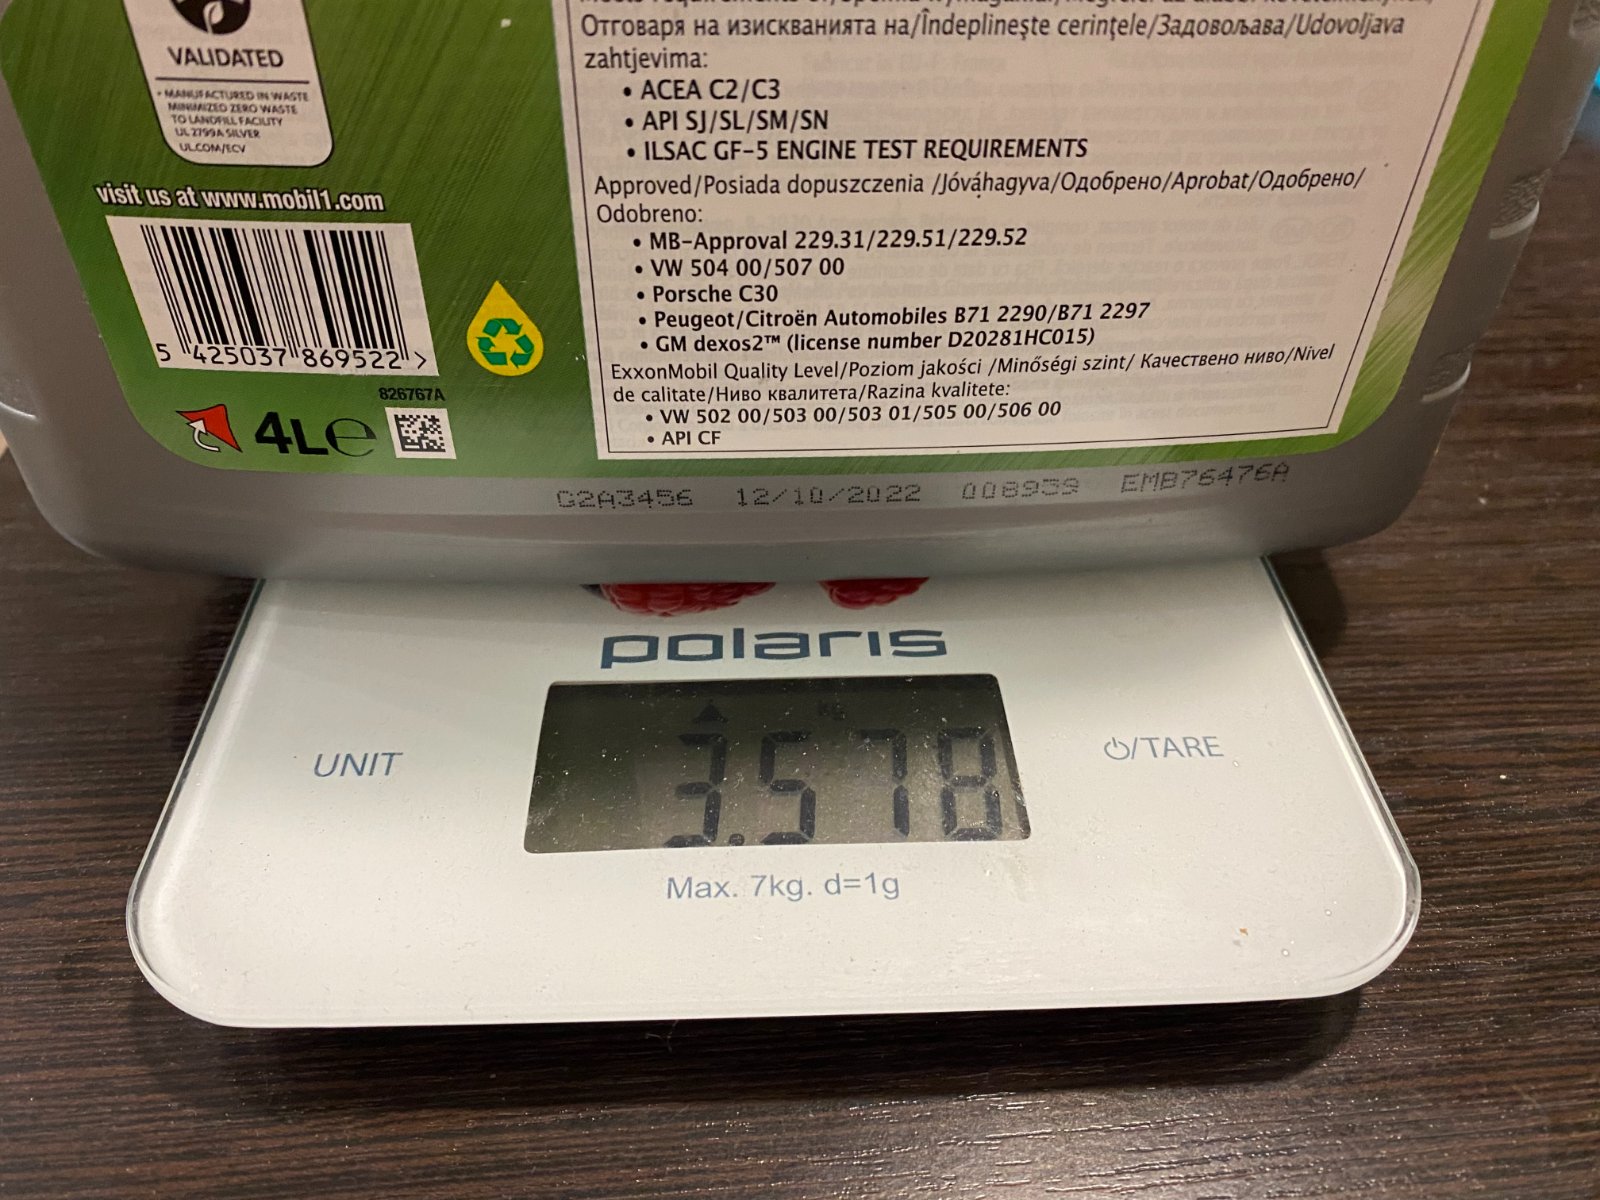 VALIDATED
• MANUFACTURED IN WASTE
MINIMIZED ZERO WASTE
TO LANDFILL FACILITY
UL 2799A SILVER
UL.COM/ECV
visit us at www.mobil1.com
5 425037 869522 >
826767A
4L℮
Отговаря на изискванията на/Îndeplineşte cerinţele/Задовољава/Udovoljava
zahtjevima:
• ACEA C2/C3
• API SJ/SL/SM/SN
• ILSAC GF-5 ENGINE TEST REQUIREMENTS
Approved/Posiada dopuszczenia /Jóváhagyva/Одобрено/Aprobat/Одобрено/
Odobreno:
• MB-Approval 229.31/229.51/229.52
• VW 504 00/507 00
• Porsche C30
• Peugeot/Citroën Automobiles B71 2290/B71 2297
• GM dexos2™ (license number D20281HC015)
ExxonMobil Quality Level/Poziom jakości /Minőségi szint/ Качествено ниво/Nivel
de calitate/Ниво квалитета/Razina kvalitete:
• VW 502 00/503 00/503 01/505 00/506 00
• API CF
G2A3456 12/10/2022 008959 EMB76476A
polaris
UNIT
kg
3.578
⏻/TARE
Max. 7kg. d=1g